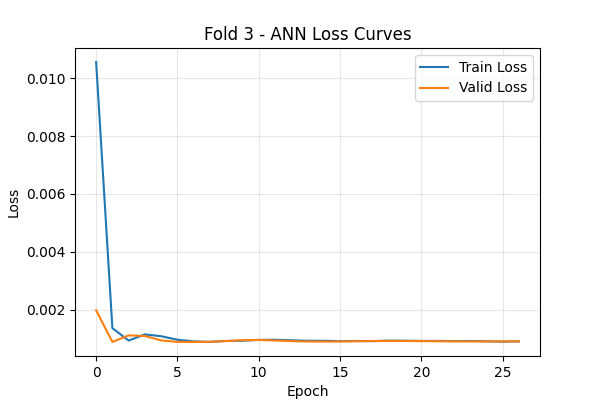 Fold 3 - ANN Loss Curves
Train Loss
Valid Loss
0.010
0.008
0.006
0.004
0.002
Loss
0 5 10 15 20 25
Epoch